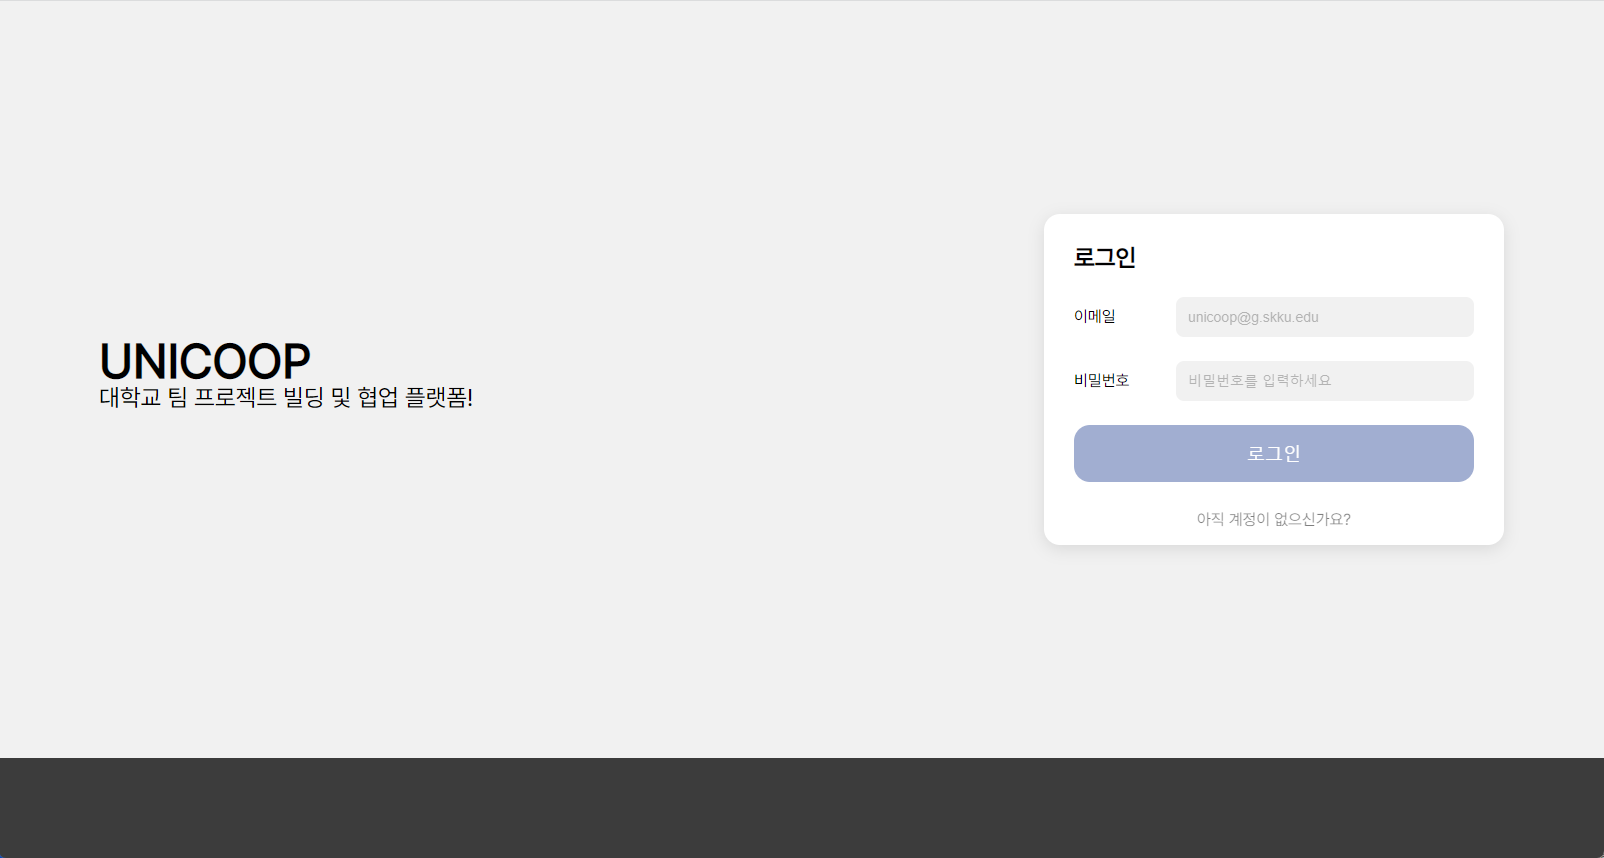 UNICOOP
대학교 팀 프로젝트 빌딩 및 협업 플랫폼!
로그인
이메일
unicoop@g.skku.edu
비밀번호
비밀번호를 입력하세요
로그인
아직 계정이 없으신가요?